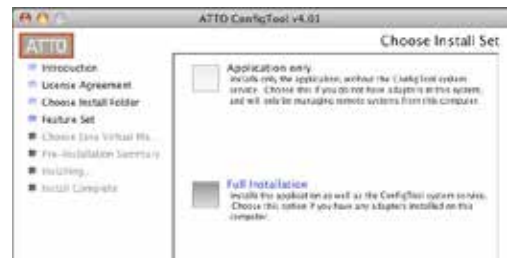 ATTO ConfigTool v4.01
ATTO
Choose Install Set
Introduction
License Agreement
Choose Install Folder
Feature Set
Choose Java Virtual Ma...
Pre-Installation Summary
Installing...
Install Complete
Application only
Installs only the application, without the ConfigTool system
service. Choose this if you do not have adapters in this system,
and will only be managing remote systems from this computer.
Full Installation
Installs the application as well as the ConfigTool system service.
Choose this option if you have any adapters installed on this
computer.